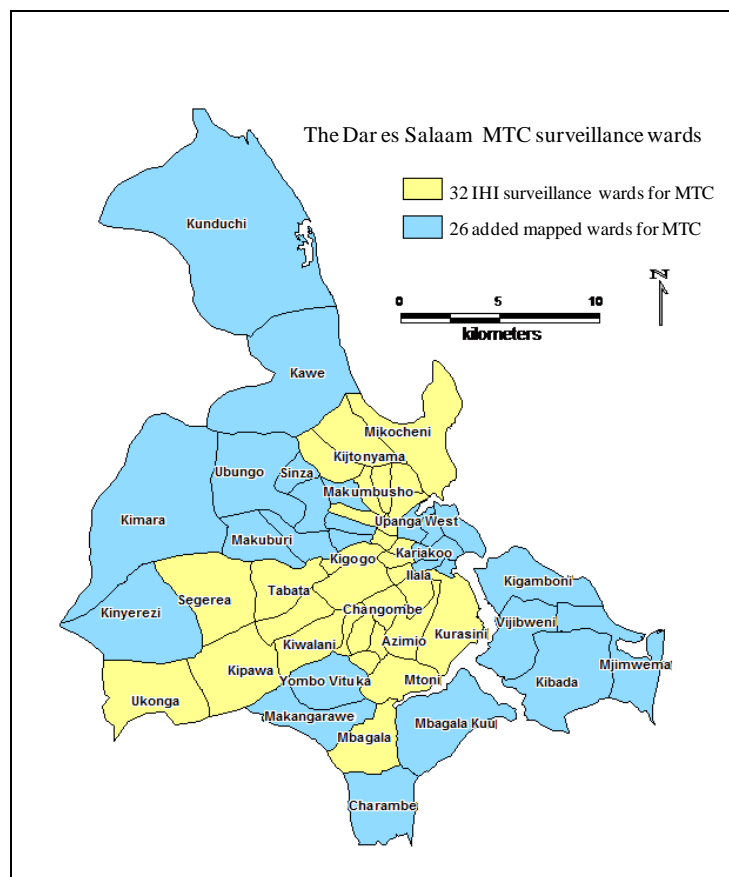 The Dar es Salaam MTC surveillance wards
32 IHI surveillance wards for MTC
26 added mapped wards for MTC
N
0 5 10
kilometers
Kunduchi
Kawe
Mikocheni
Kijtonyama
Ubungo
Sinza
Makumbusho
Kimara
Upanga West
Makuburi
Kariakoo
Kigogo
Ilala
Kigamboni
Segerea
Tabata
Kinyerezi
Changombe
Vijibweni
Kurasini
Azimio
Kiwalani
Kipawa
Mjimwema
Yombo Vituka
Mtoni
Kibada
Ukonga
Makangarawe
Mbagala Kuu
Mbagala
Charambe